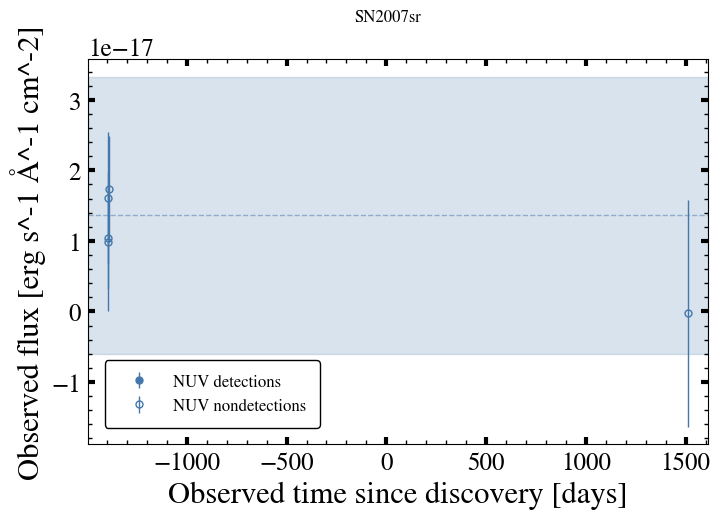 SN2007sr
1e−17
Observed flux [erg s^-1 Å^-1 cm^-2]
3
2
1
0
−1
NUV detections
NUV nondetections
−1000 −500 0 500 1000 1500
Observed time since discovery [days]